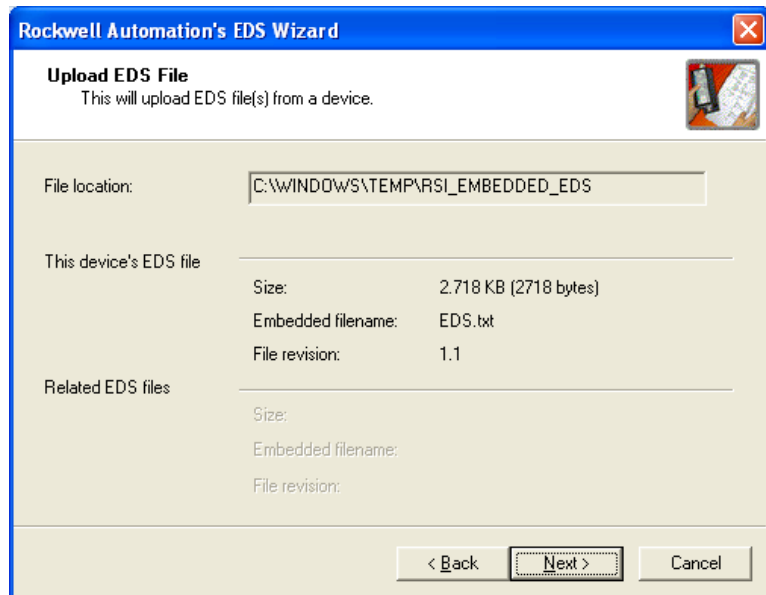 Rockwell Automation's EDS Wizard
Upload EDS File
This will upload EDS file(s) from a device.
File location: C:\WINDOWS\TEMP\RSI_EMBEDDED_EDS
This device's EDS file
Size: 2.718 KB (2718 bytes)
Embedded filename: EDS.txt
File revision: 1.1
Related EDS files
Size:
Embedded filename:
File revision:
< Back Next > Cancel